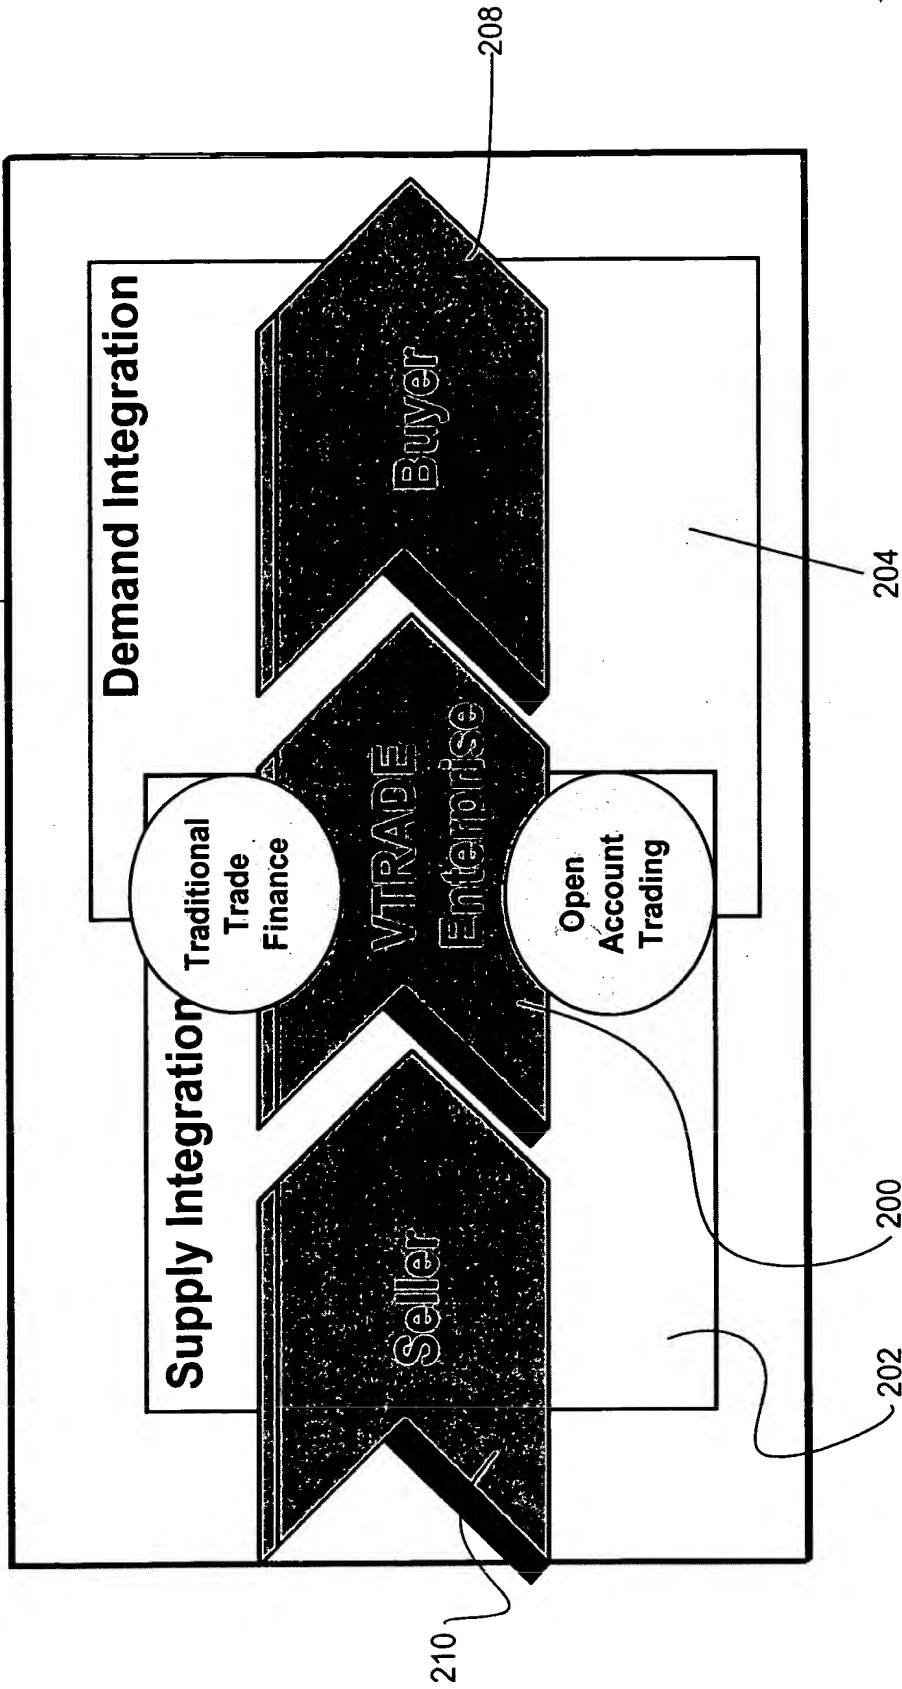 Demand Integration
Supply Integration
Traditional
Trade
Finance
Seller
VTRADE
Enterprise
Buyer
Open
Account
Trading
210
202
200
204
208